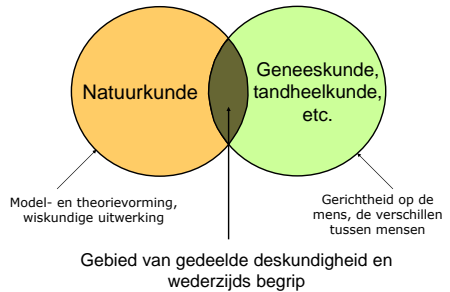 Natuurkunde
Geneeskunde,
tandheelkunde,
etc.
Model- en theorievorming,
wiskundige uitwerking
Gerichtheid op de
mens, de verschillen
tussen mensen
Gebied van gedeelde deskundigheid en
wederzijds begrip